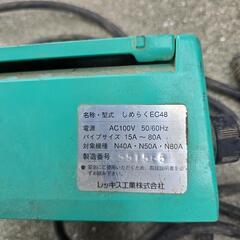 名称・型式 しめらくEC48
電源 AC100V 50/60Hz
パイプサイズ 15A～80A
対象機種 N40A・N50A・N80A
製造番号
レッキス工業株式会社